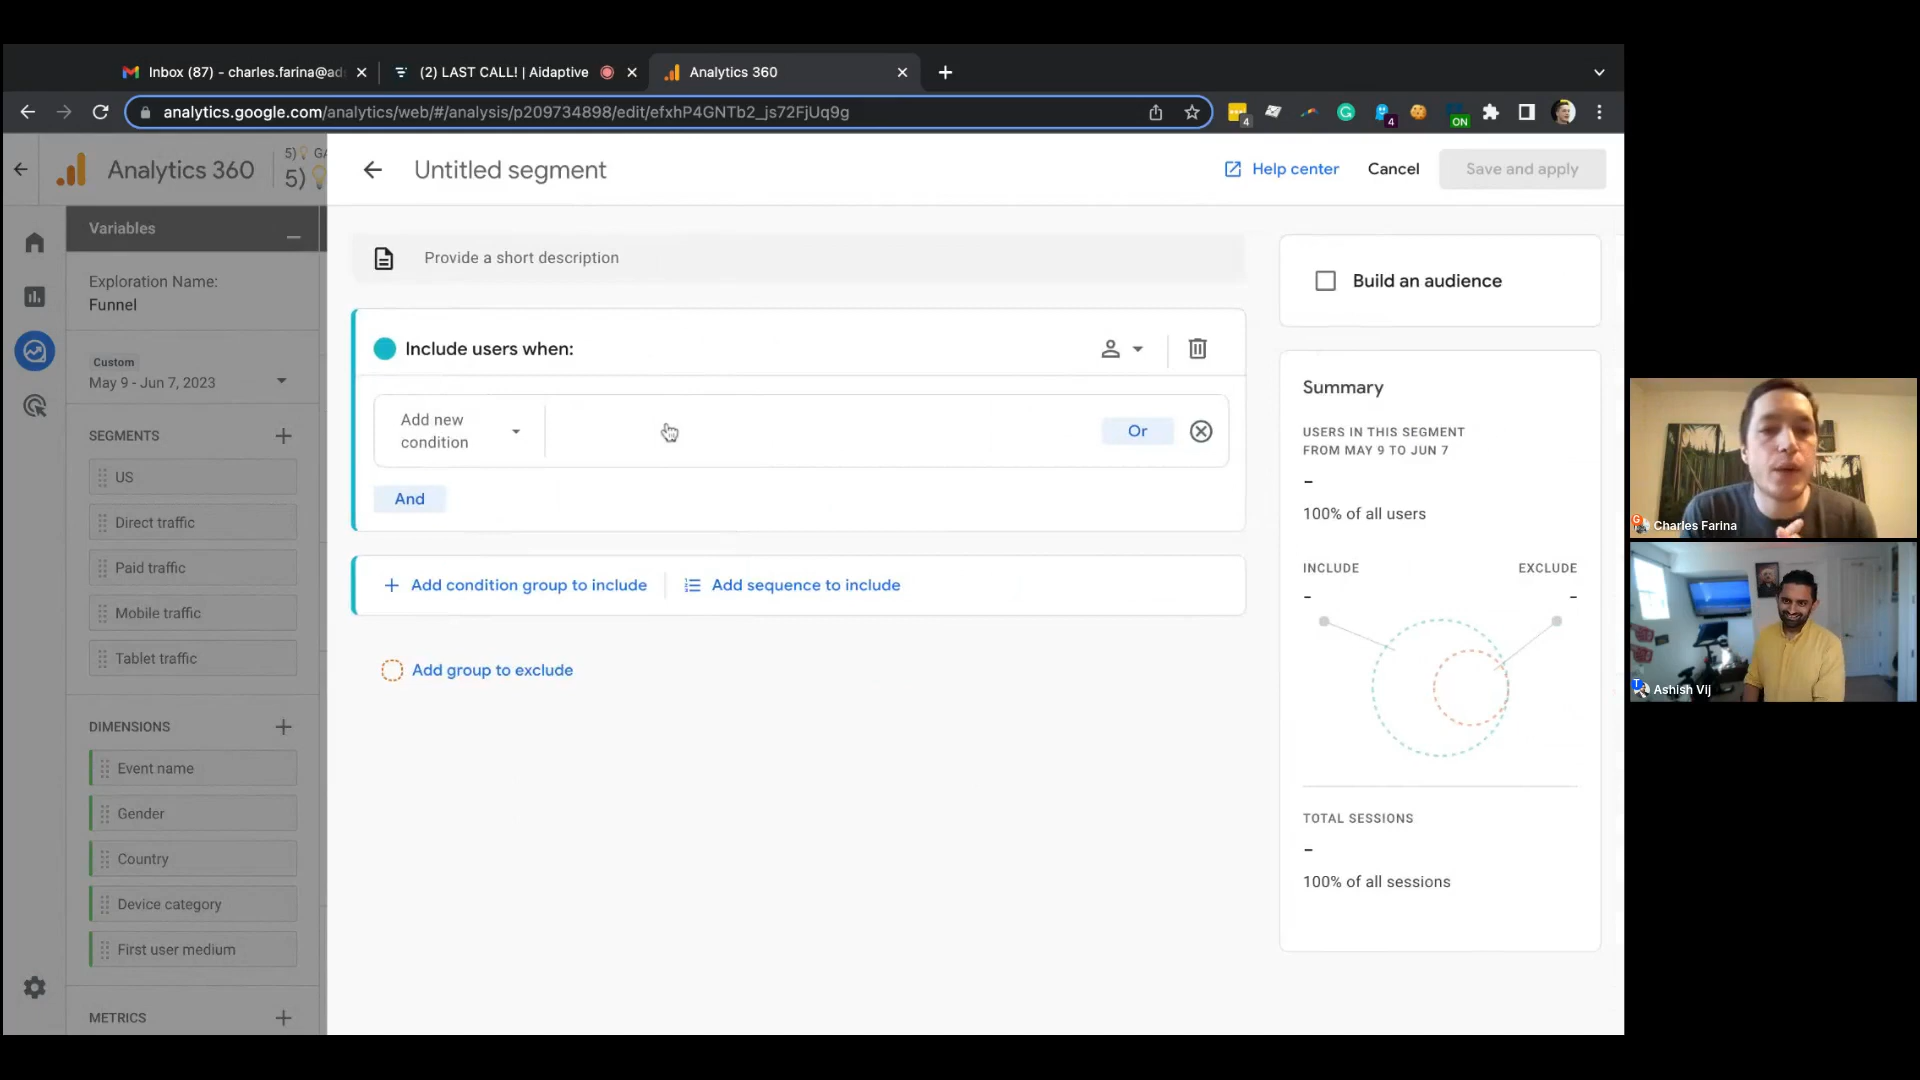 Inbox (87) - charles.farina@ad
(2) LAST CALL! | Aidaptive
Analytics 360
analytics.google.com/analytics/web/#/analysis/p209734898/edit/efxhP4GNTb2_js72FjUq9g
4
4
ON
Analytics 360
5)
GA
5)
Untitled segment
Help center
Cancel
Save and apply
Variables
Exploration Name:
Funnel
Custom
May 9 - Jun 7, 2023
SEGMENTS
US
Direct traffic
Paid traffic
Mobile traffic
Tablet traffic
DIMENSIONS
Event name
Gender
Country
Device category
First user medium
METRICS
Provide a short description
Include users when:
Add new
condition
Or
And
Add condition group to include
Add sequence to include
Add group to exclude
Build an audience
Summary
USERS IN THIS SEGMENT
FROM MAY 9 TO JUN 7
-
100% of all users
INCLUDE
EXCLUDE
-
-
TOTAL SESSIONS
-
100% of all sessions
Charles Farina
Ashish Vij